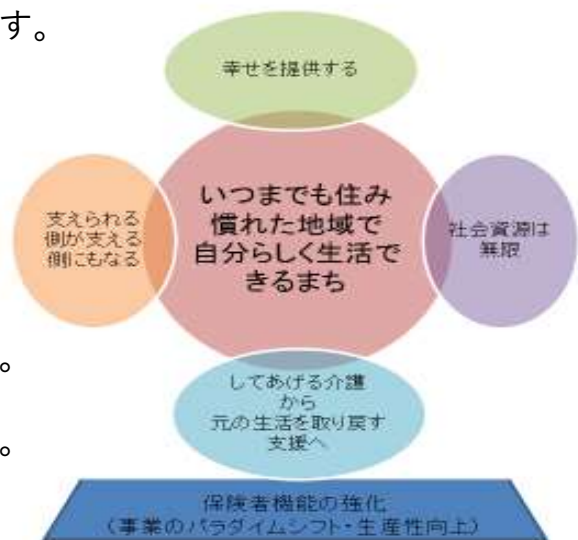 す。
幸せを提供する
いつまでも住み
慣れた地域で
自分らしく生活で
きるまち
支えられる
側が支える
側にもなる
社会資源は
無限
。
してあげる介護
から
元の生活を取り戻す
支援へ
。
保険者機能の強化
(事業のパラダイムシフト・生産性向上)